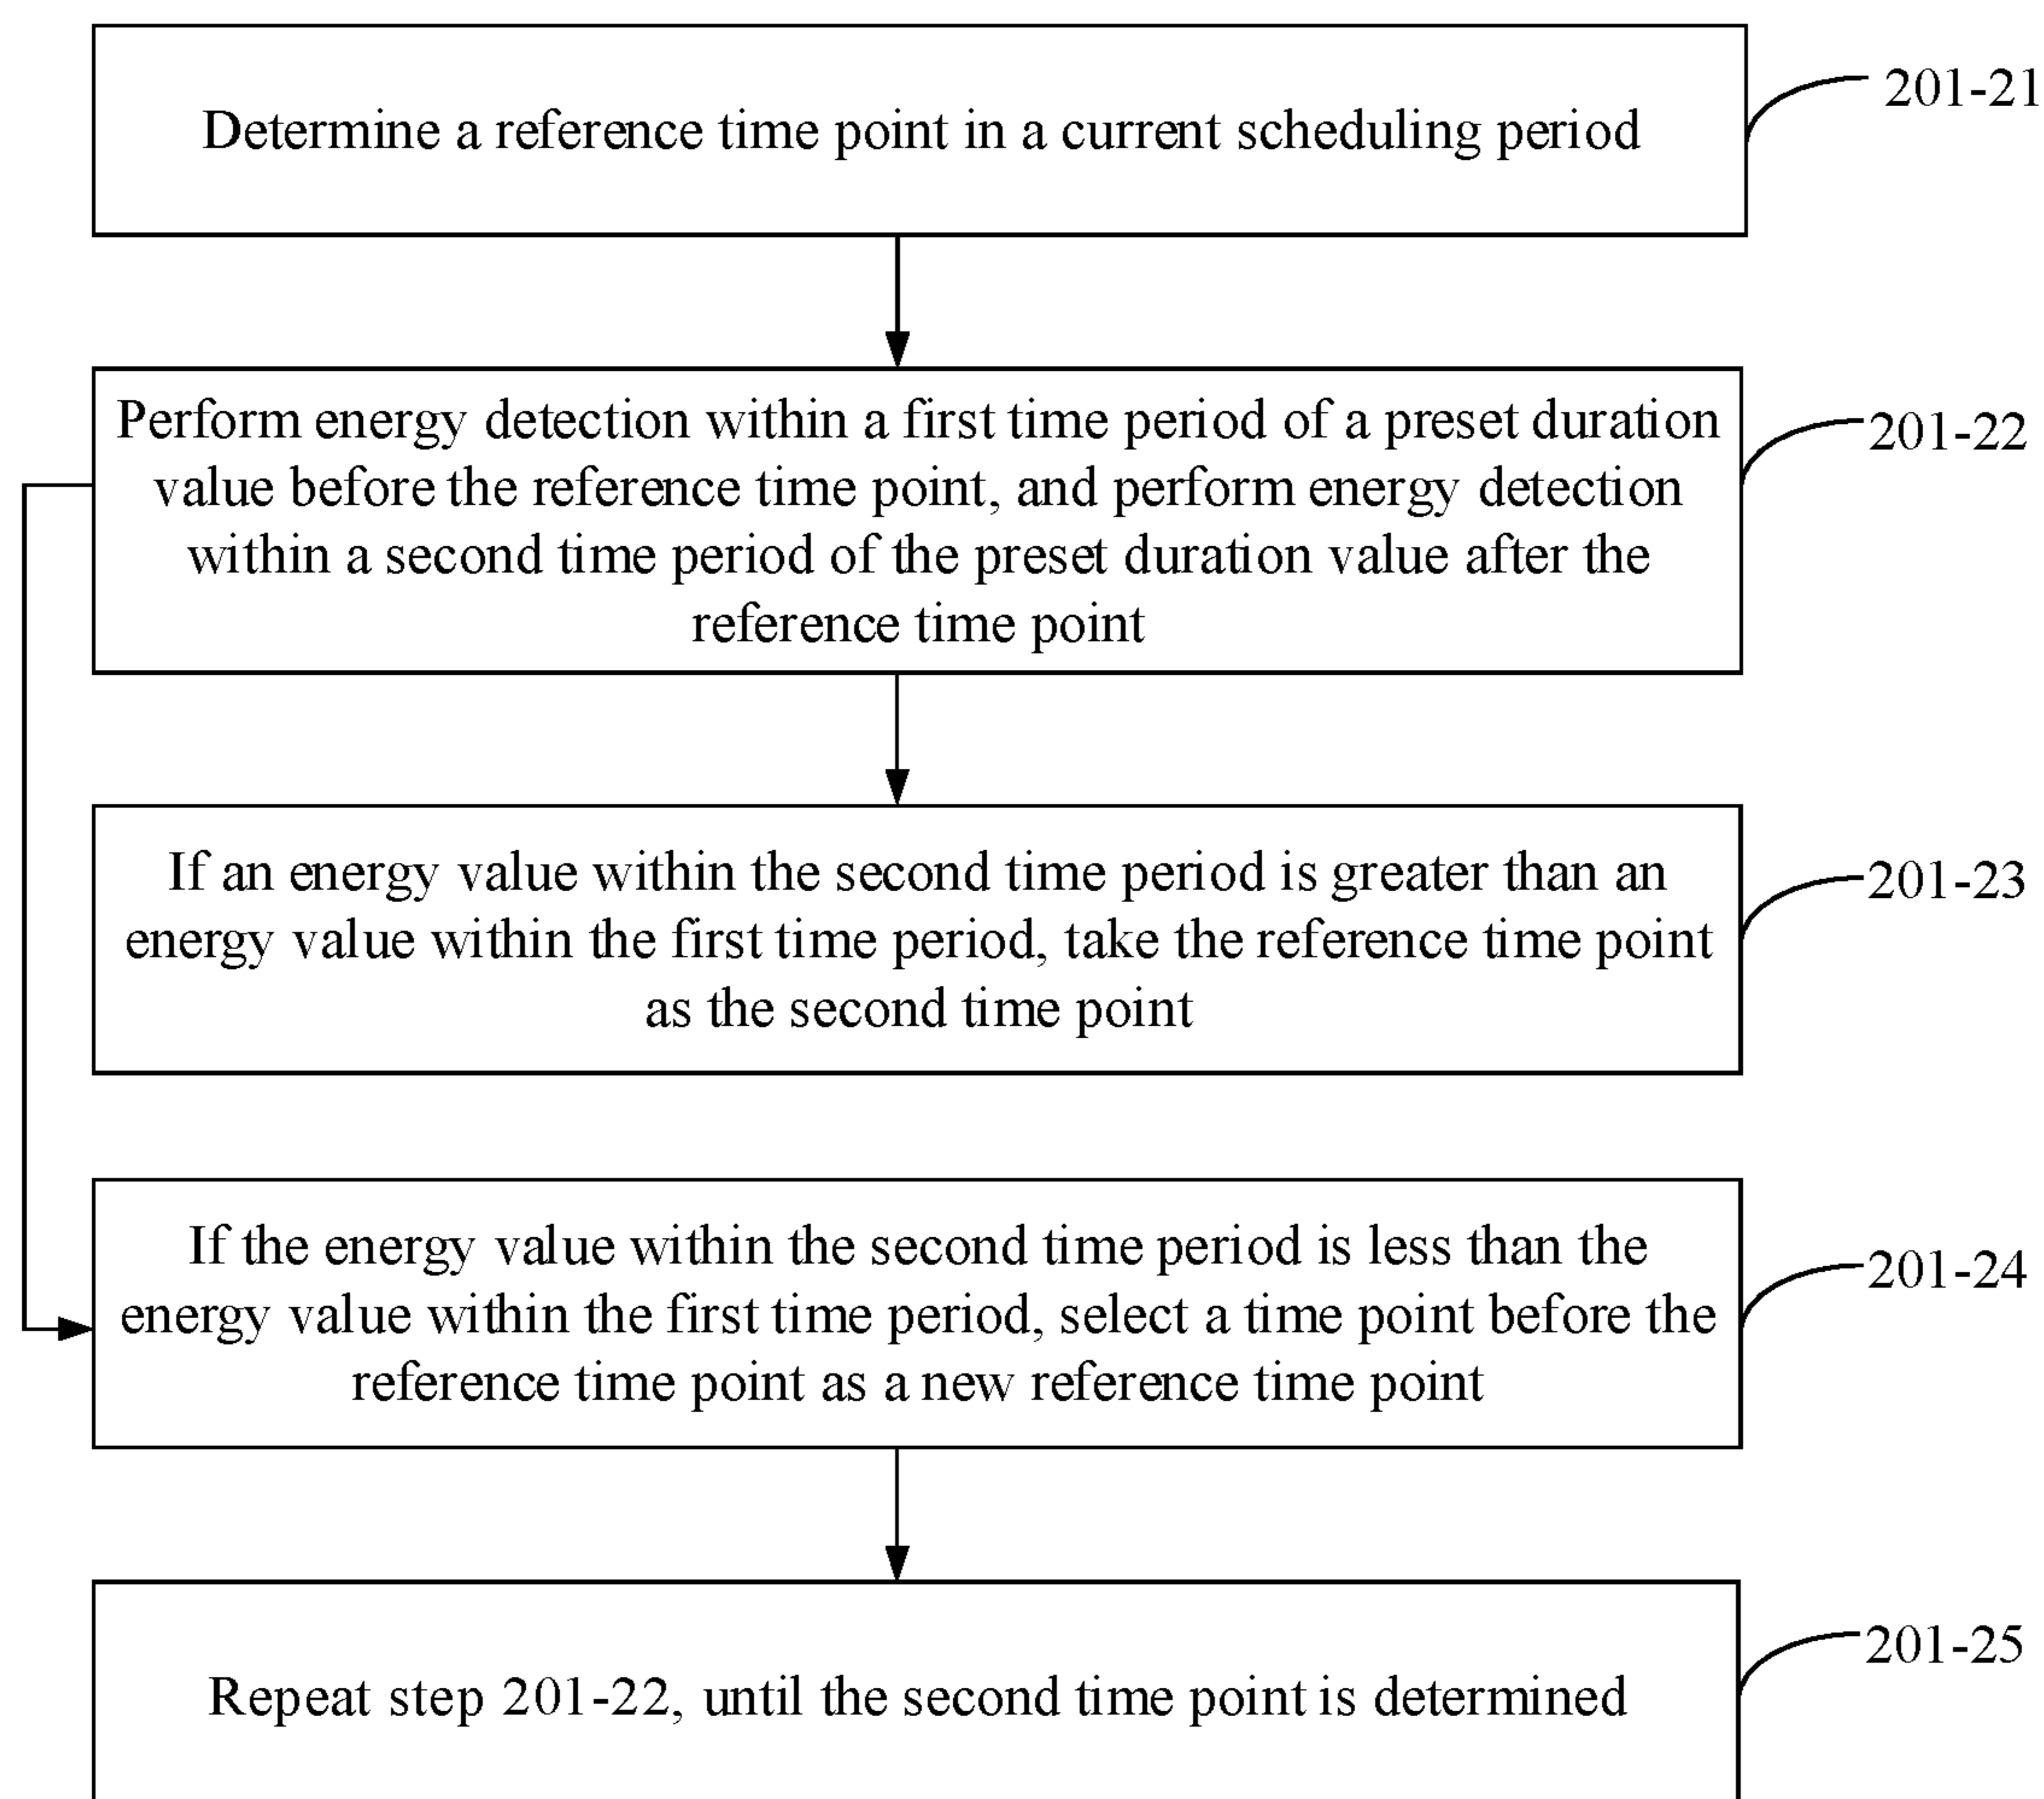 Determine a reference time point in a current scheduling period
201-21
Perform energy detection within a first time period of a preset duration
value before the reference time point, and perform energy detection
within a second time period of the preset duration value after the
reference time point
201-22
If an energy value within the second time period is greater than an
energy value within the first time period, take the reference time point
as the second time point
201-23
If the energy value within the second time period is less than the
energy value within the first time period, select a time point before the
reference time point as a new reference time point
201-24
Repeat step 201-22, until the second time point is determined
201-25